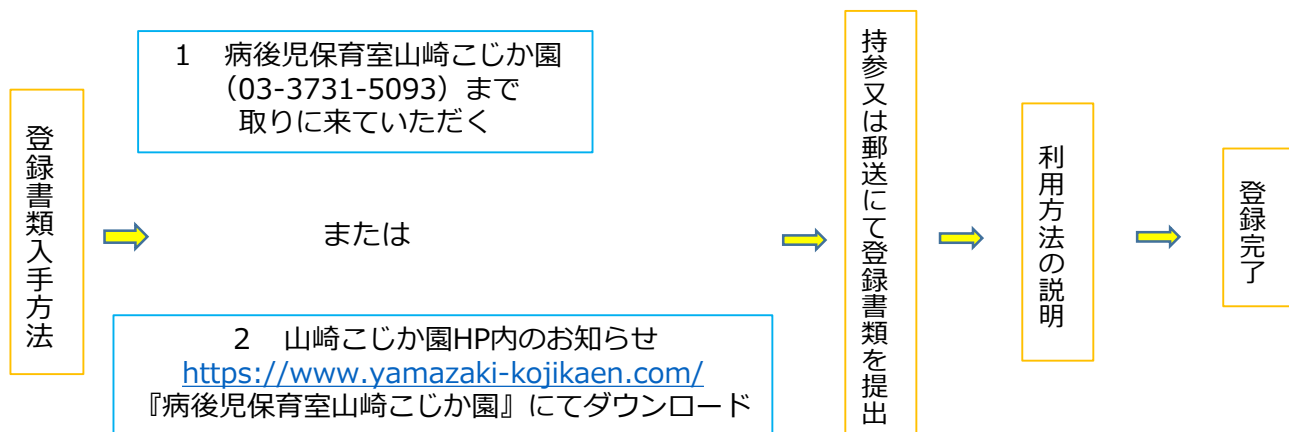 登録書類入手方法
1　病後児保育室山崎こじか園
（03-3731-5093）まで
取りに来ていただく
または
2　山崎こじか園HP内のお知らせ
https://www.yamazaki-kojikaen.com/
『病後児保育室山崎こじか園』にてダウンロード
持参又は郵送にて登録書類を提出
利用方法の説明
登録完了